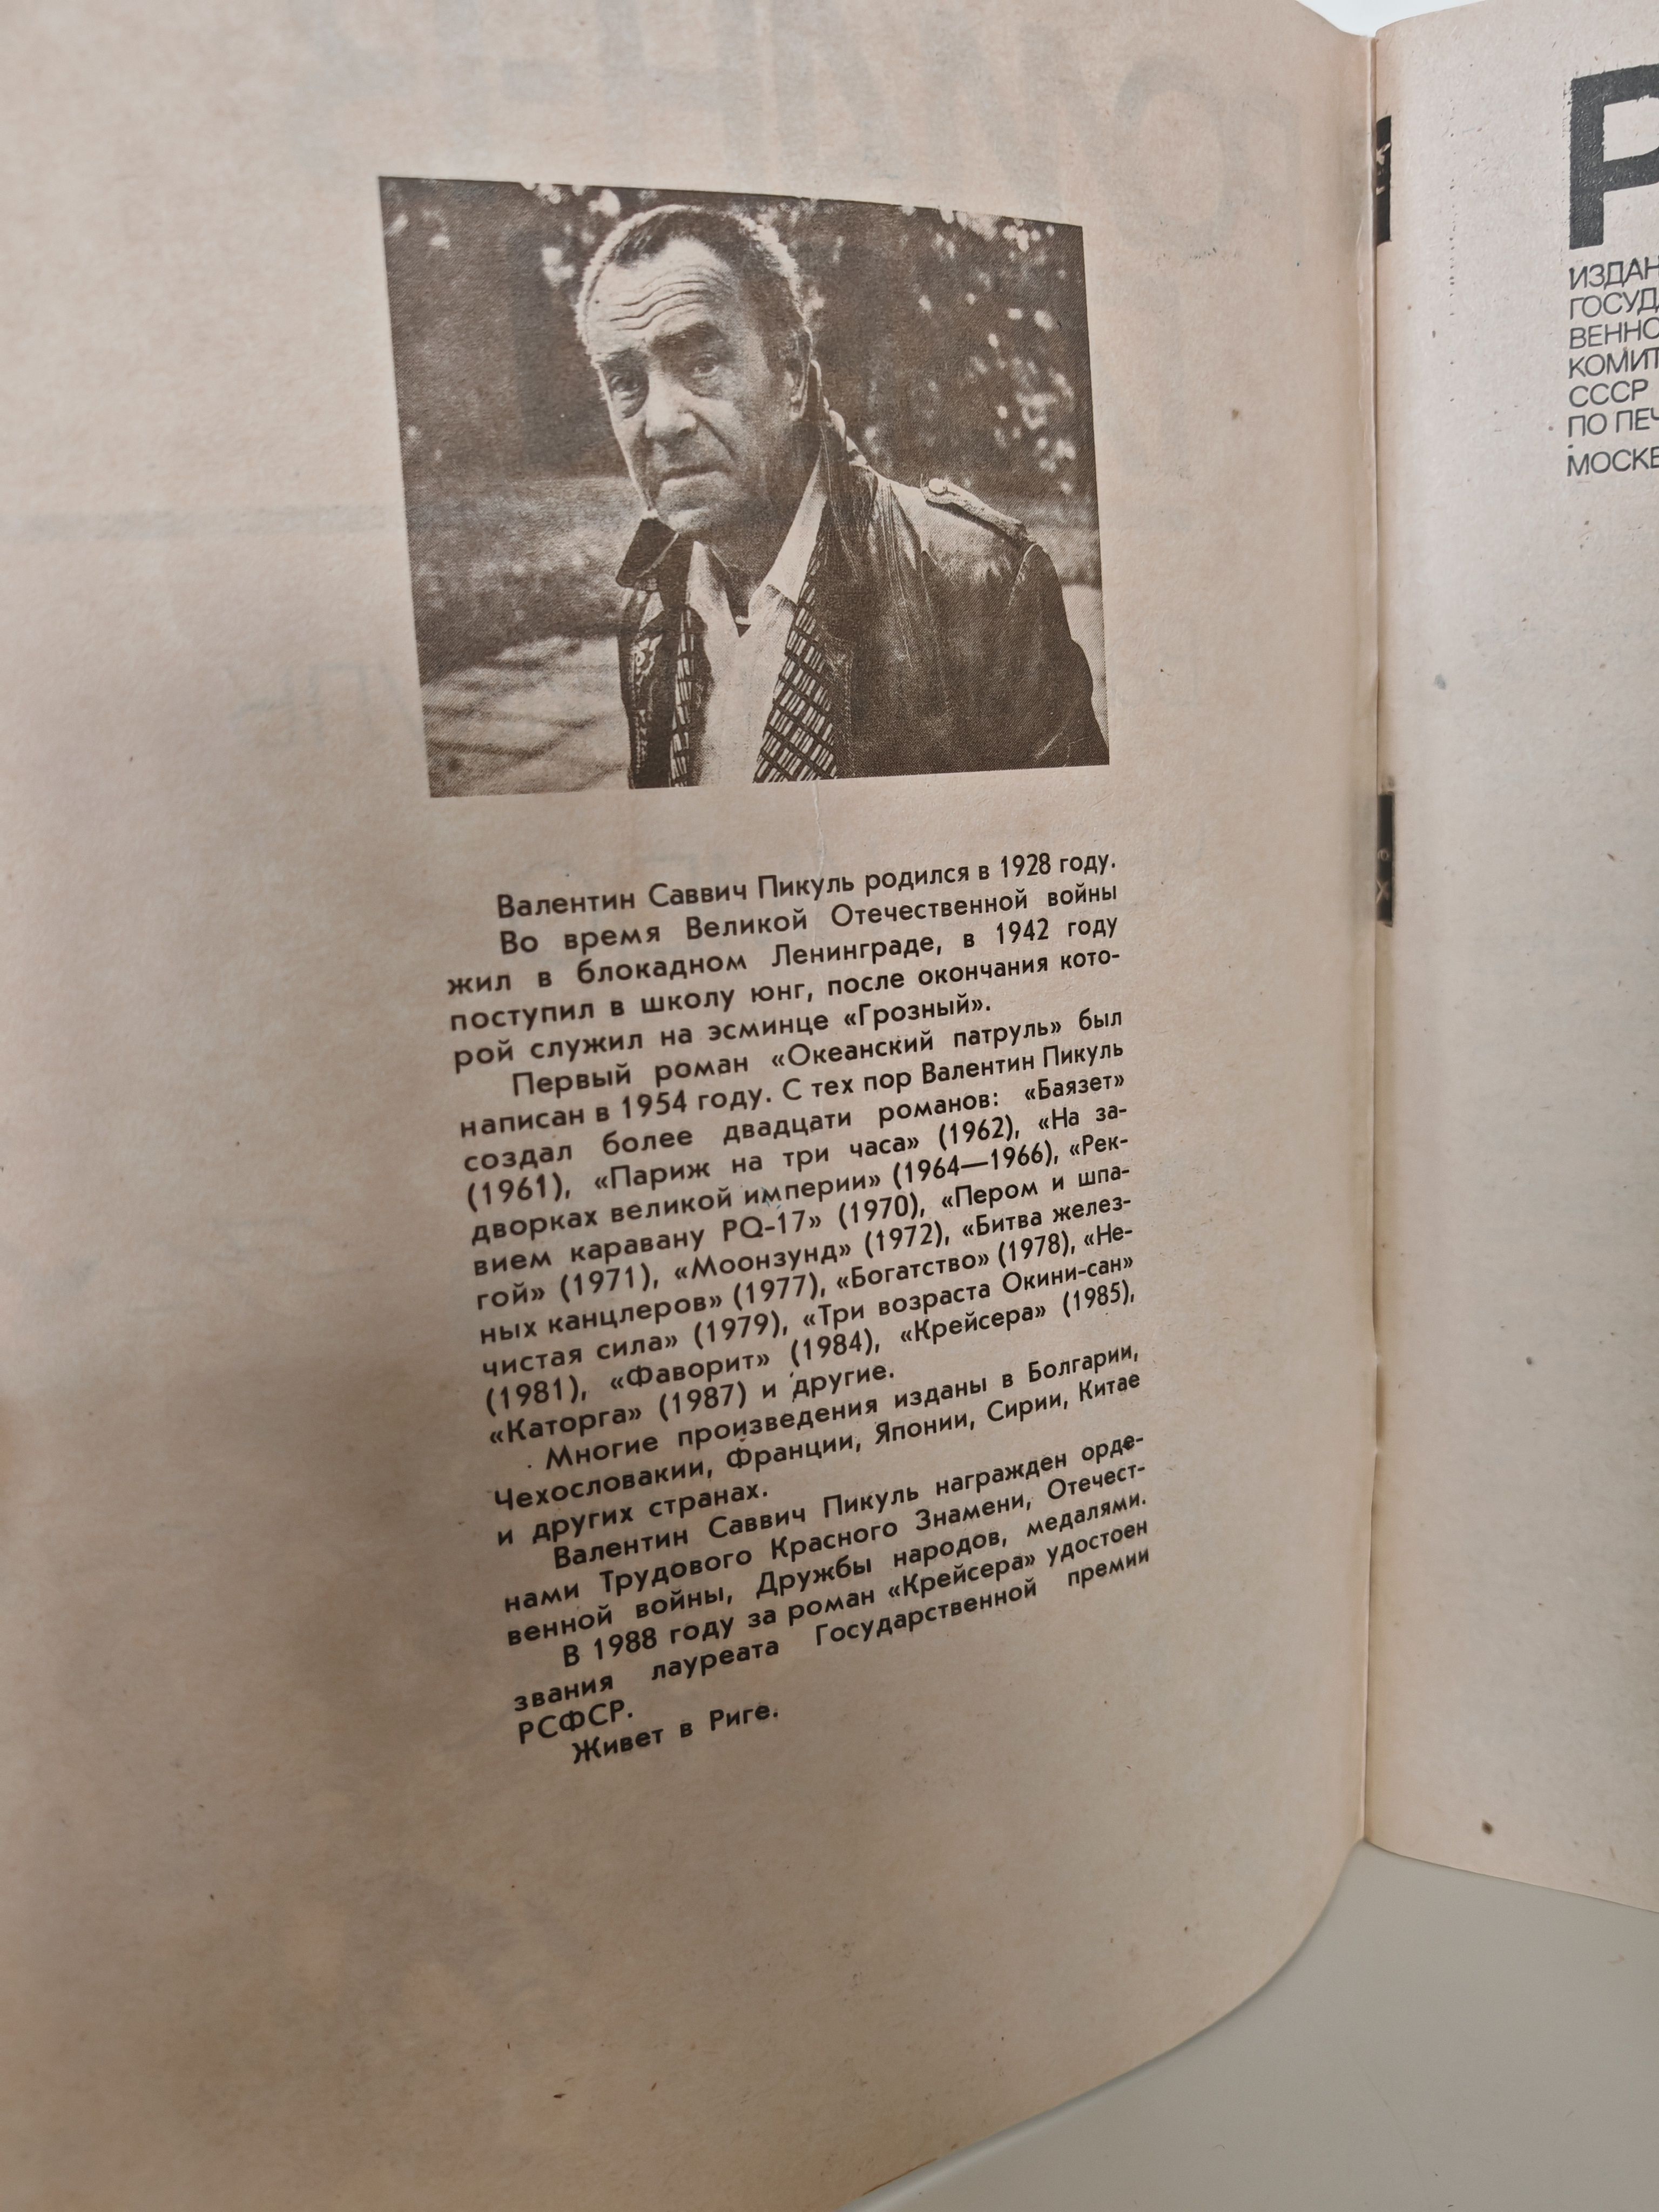 Валентин Саввич Пикуль родился в 1928 году.
Во время Великой Отечественной войны
жил в блокадном Ленинграде, в 1942 году
поступил в школу юнг, после окончания кото-
рой служил на эсминце «Грозный».
Первый роман «Океанский патруль» был
написан в 1954 году. С тех пор Валентин Пикуль
создал более двадцати романов: «Баязет»
(1961), «Париж на три часа» (1962), «На за-
дворках великой империи» (1964—1966), «Рек-
вием каравану PQ-17» (1970), «Пером и шпа-
гой» (1971), «Моонзунд» (1972), «Битва желез-
ных канцлеров» (1977), «Богатство» (1978), «Не-
чистая сила» (1979), «Три возраста Окини-сан»
(1981), «Фаворит» (1984), «Крейсера» (1985),
«Каторга» (1987) и другие.
Многие произведения изданы в Болгарии,
Чехословакии, Франции, Японии, Сирии, Китае
и других странах.
Валентин Саввич Пикуль награжден орде-
нами Трудового Красного Знамени, Отечест-
венной войны, Дружбы народов, медалями.
В 1988 году за роман «Крейсера» удостоен
звания лауреата Государственной премии
РСФСР.
Живет в Риге.
ИЗДАН
ГОСУД
ВЕННО
КОМИТ
СССР
ПО ПЕЧ
МОСКВ